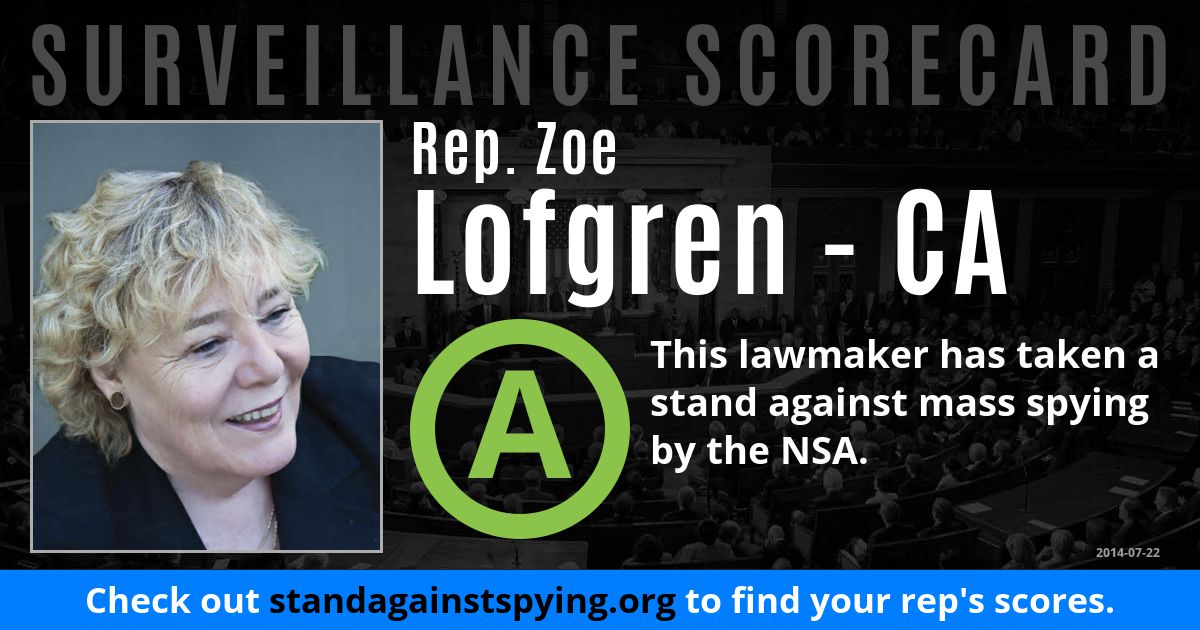 SURVEILLANCE SCORECARD
Rep. Zoe
Lofgren - CA
A
This lawmaker has taken a
stand against mass spying
by the NSA.
2014-07-22
Check out standagainstspying.org to find your rep's scores.